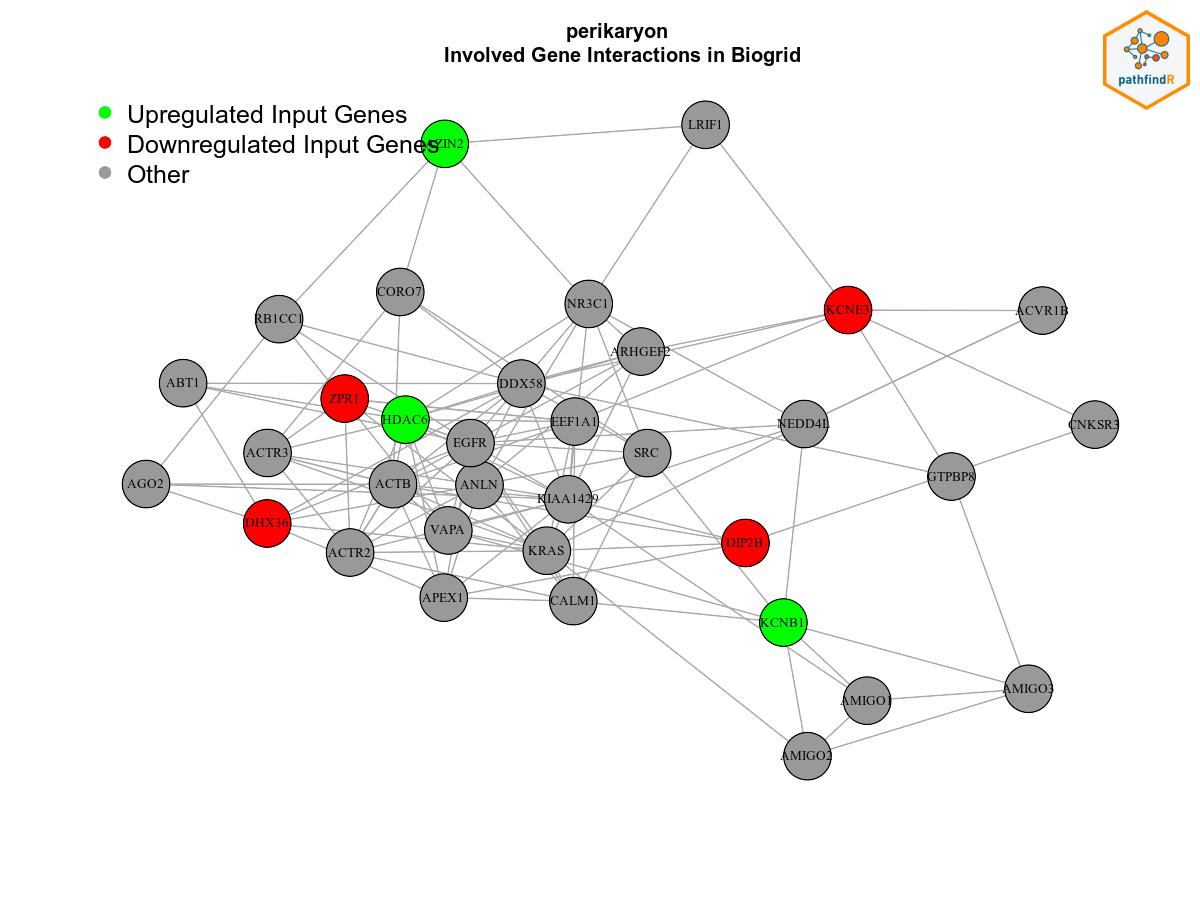 perikaryon
Involved Gene Interactions in Biogrid
pathfindR
Upregulated Input Genes
Downregulated Input Genes
Other
AZIN2
LRIF1
CORO7
NR3C1
KCNE3
ACVR1B
RB1CC1
ARHGEF2
ABT1
DDX58
ZPR1
HDAC6
EEF1A1
NEDD4L
CNKSR3
EGFR
ACTR3
SRC
GTPBP8
AGO2
ACTB
ANLN
KIAA1429
DHX36
VAPA
DIP2B
ACTR2
KRAS
APEX1
CALM1
KCNB1
AMIGO3
AMIGO1
AMIGO2